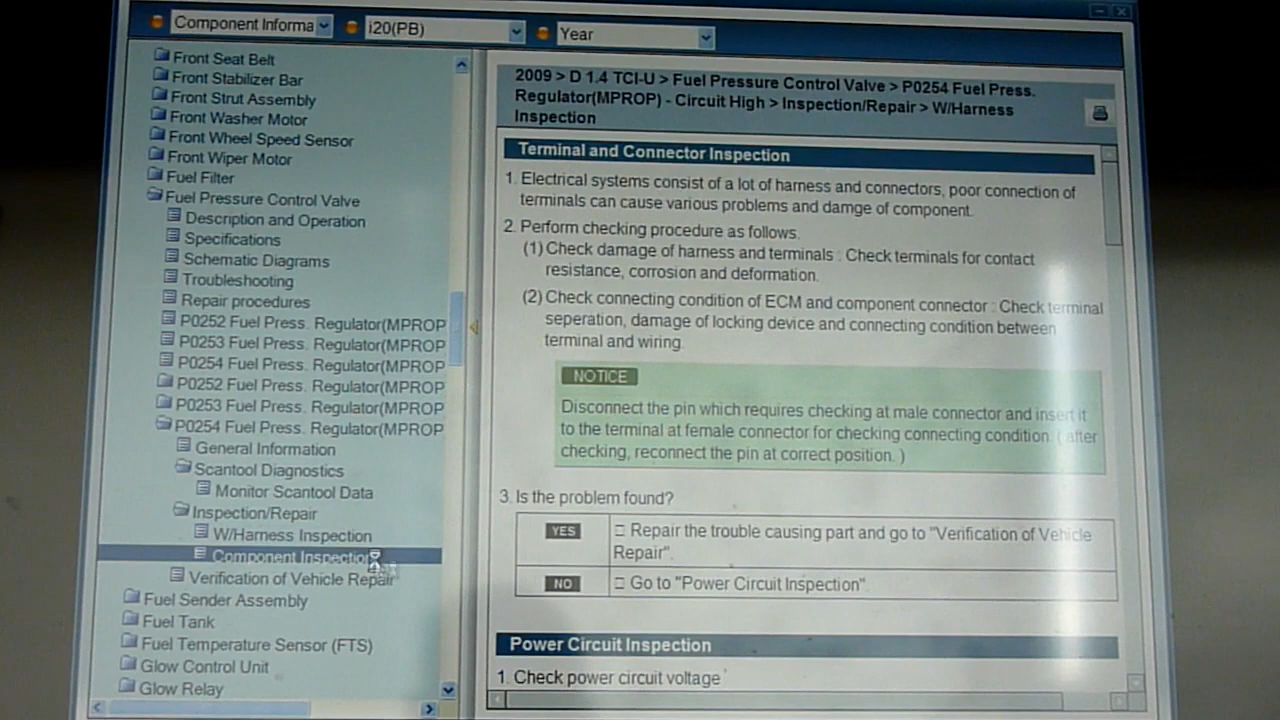 Component Informa
i20(PB)
Year
Front Seat Belt
Front Stabilizer Bar
Front Strut Assembly
Front Washer Motor
Front Wheel Speed Sensor
Front Wiper Motor
Fuel Filter
Fuel Pressure Control Valve
Description and Operation
Specifications
Schematic Diagrams
Troubleshooting
Repair procedures
P0252 Fuel Press. Regulator(MPROP
P0253 Fuel Press. Regulator(MPROP
P0254 Fuel Press. Regulator(MPROP
P0252 Fuel Press. Regulator(MPROP
P0253 Fuel Press. Regulator(MPROP
P0254 Fuel Press. Regulator(MPROP
General Information
Scantool Diagnostics
Monitor Scantool Data
Inspection/Repair
W/Harness Inspection
Component Inspection
Verification of Vehicle Repair
Fuel Sender Assembly
Fuel Tank
Fuel Temperature Sensor (FTS)
Glow Control Unit
Glow Relay
2009 > D 1.4 TCI-U > Fuel Pressure Control Valve > P0254 Fuel Press.
Regulator(MPROP) - Circuit High > Inspection/Repair > W/Harness
Inspection
Terminal and Connector Inspection
1. Electrical systems consist of a lot of harness and connectors, poor connection of
terminals can cause various problems and damge of component.
2. Perform checking procedure as follows.
(1) Check damage of harness and terminals : Check terminals for contact
resistance, corrosion and deformation.
(2) Check connecting condition of ECM and component connector : Check terminal
seperation, damage of locking device and connecting condition between
terminal and wiring.
NOTICE
Disconnect the pin which requires checking at male connector and insert it
to the terminal at female connector for checking connecting condition. ( after
checking, reconnect the pin at correct position. )
3. Is the problem found?
YES
□ Repair the trouble causing part and go to "Verification of Vehicle
Repair".
NO
□ Go to "Power Circuit Inspection".
Power Circuit Inspection
1. Check power circuit voltage